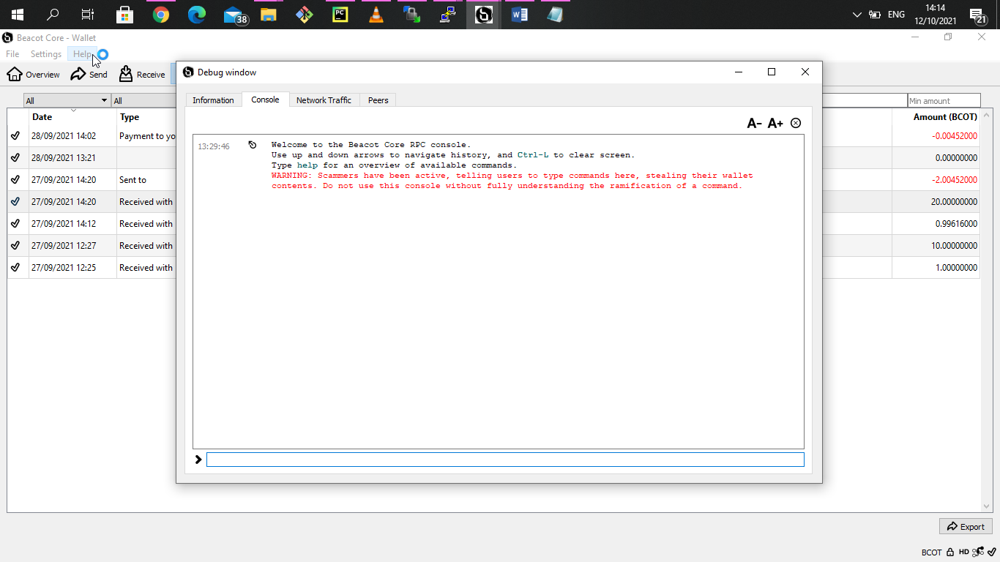 38
PC
W
ENG
14:14
12/10/2021
21
Beacot Core - Wallet
File Settings Help
Overview Send Receive
Debug window
Information Console Network Traffic Peers
A- A+
All All Min amount
Date Type Amount (BCOT)
28/09/2021 14:02 Payment to yo -0.00452000
28/09/2021 13:21 0.00000000
27/09/2021 14:20 Sent to -2.00452000
27/09/2021 14:20 Received with 20.00000000
27/09/2021 14:12 Received with 0.99616000
27/09/2021 12:27 Received with 10.00000000
27/09/2021 12:25 Received with 1.00000000
13:29:46 Welcome to the Beacot Core RPC console.
Use up and down arrows to navigate history, and Ctrl-L to clear screen.
Type help for an overview of available commands.
WARNING: Scammers have been active, telling users to type commands here, stealing their wallet
contents. Do not use this console without fully understanding the ramification of a command.
Export
BCOT HD